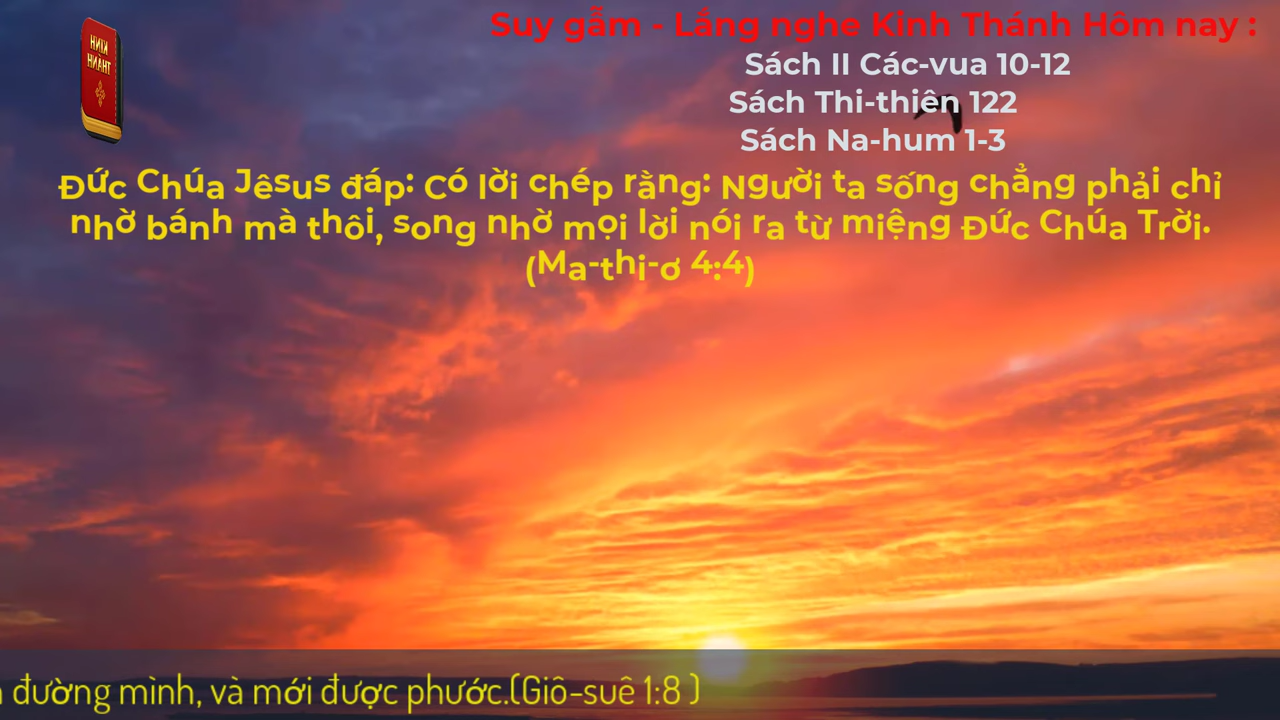 Suy gẫm - Lắng nghe Kinh Thánh Hôm nay :
KINH
THÁNH
Sách II Các-vua 10-12
Sách Thi-thiên 122
Sách Na-hum 1-3
Đức Chúa Jêsus đáp: Có lời chép rằng: Người ta sống chẳng phải chỉ
nhờ bánh mà thôi, song nhờ mọi lời nói ra từ miệng Đức Chúa Trời.
(Ma-thi-ơ 4:4)
đường mình, và mới được phước.(Giô-suê 1:8 )